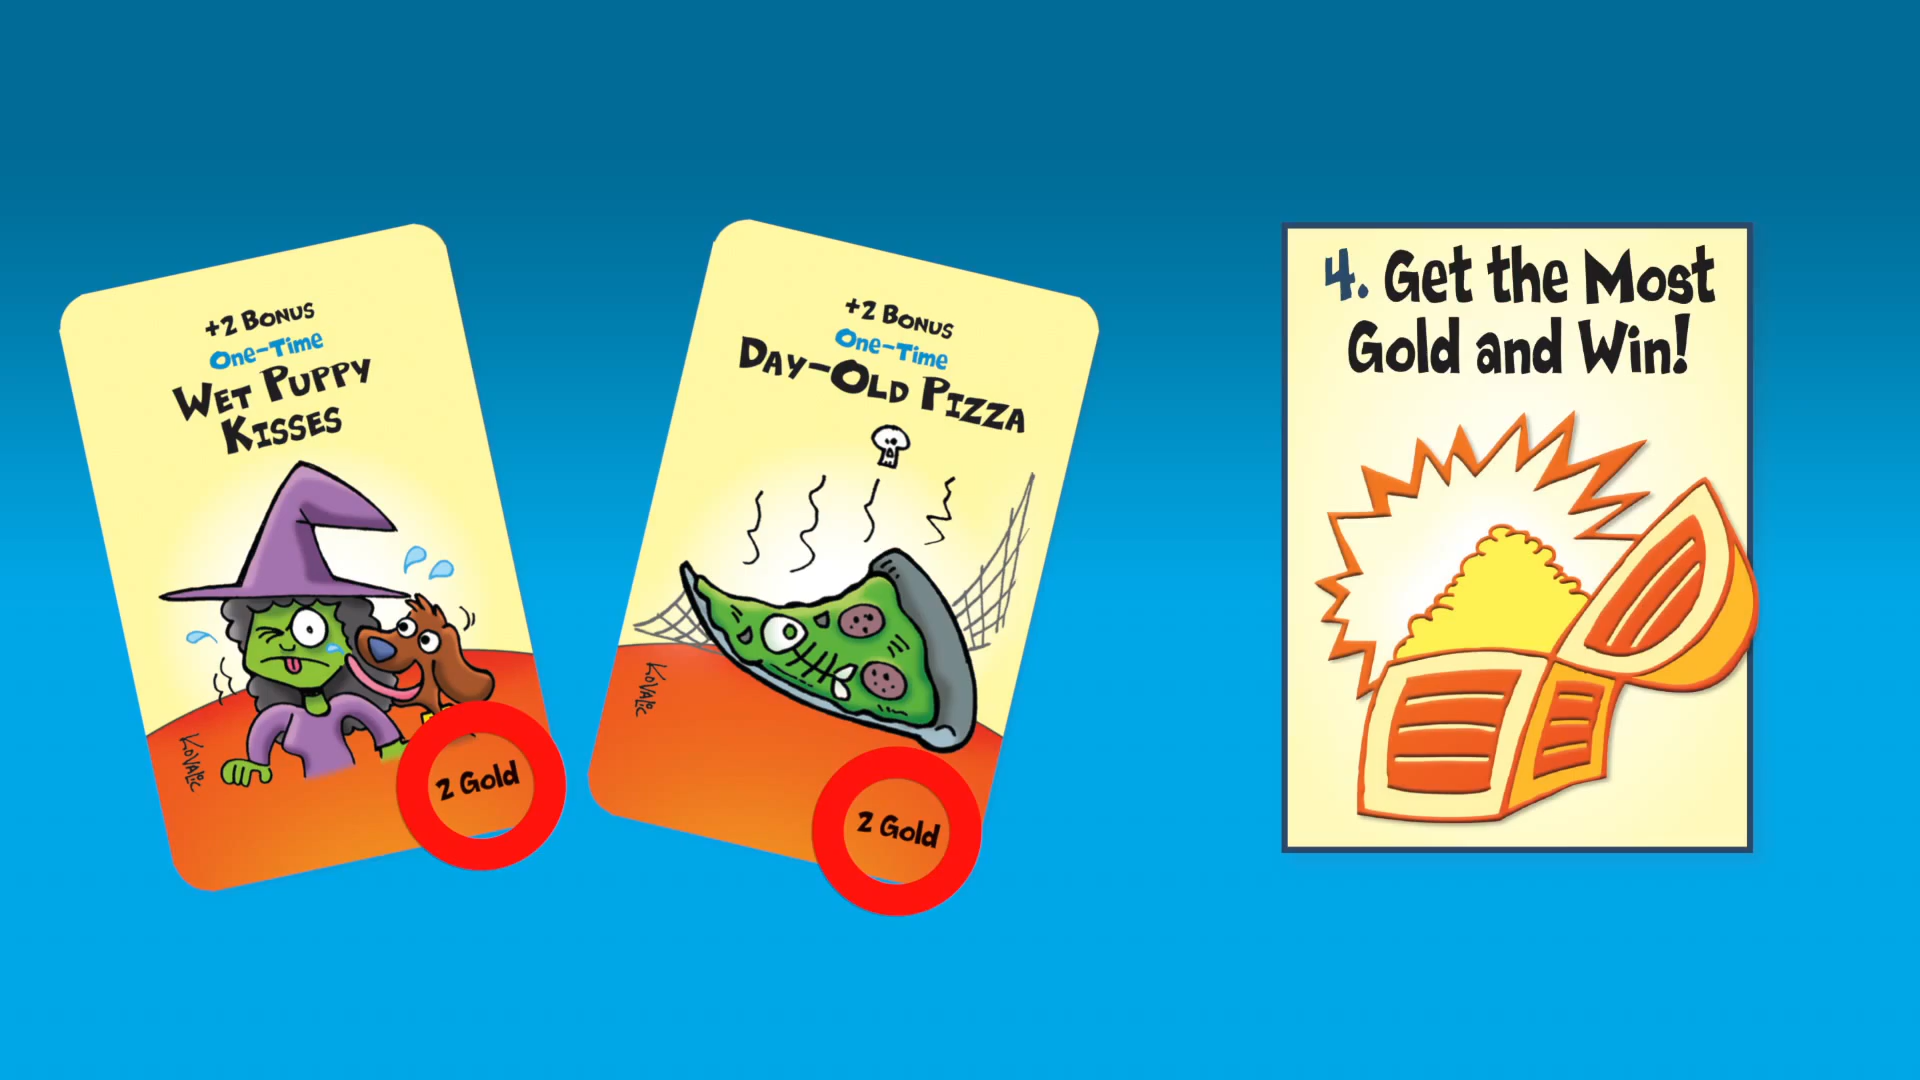 +2 Bonus
One-Time
Wet Puppy
Kisses
Kovalic
2 Gold
+2 Bonus
One-Time
Day-Old Pizza
Kovalic
2 Gold
4. Get the Most
Gold and Win!